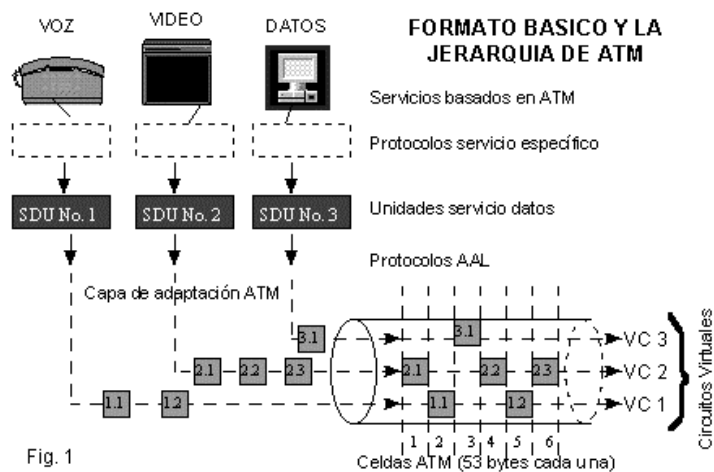 VOZ
VIDEO
DATOS
FORMATO BASICO Y LA
JERARQUIA DE ATM
Servicios basados en ATM
Protocolos servicio específico
SDU No. 1
SDU No. 2
SDU No. 3
Unidades servicio datos
Protocolos AAL
Capa de adaptación ATM
3.1
3.1
VC 3
2.1
2.2
2.3
2.1
2.2
2.3
VC 2
1.1
1.2
1.1
1.2
VC 1
Circuitos Virtuales
1 2 3 4 5 6
Fig. 1
Celdas ATM (53 bytes cada una)